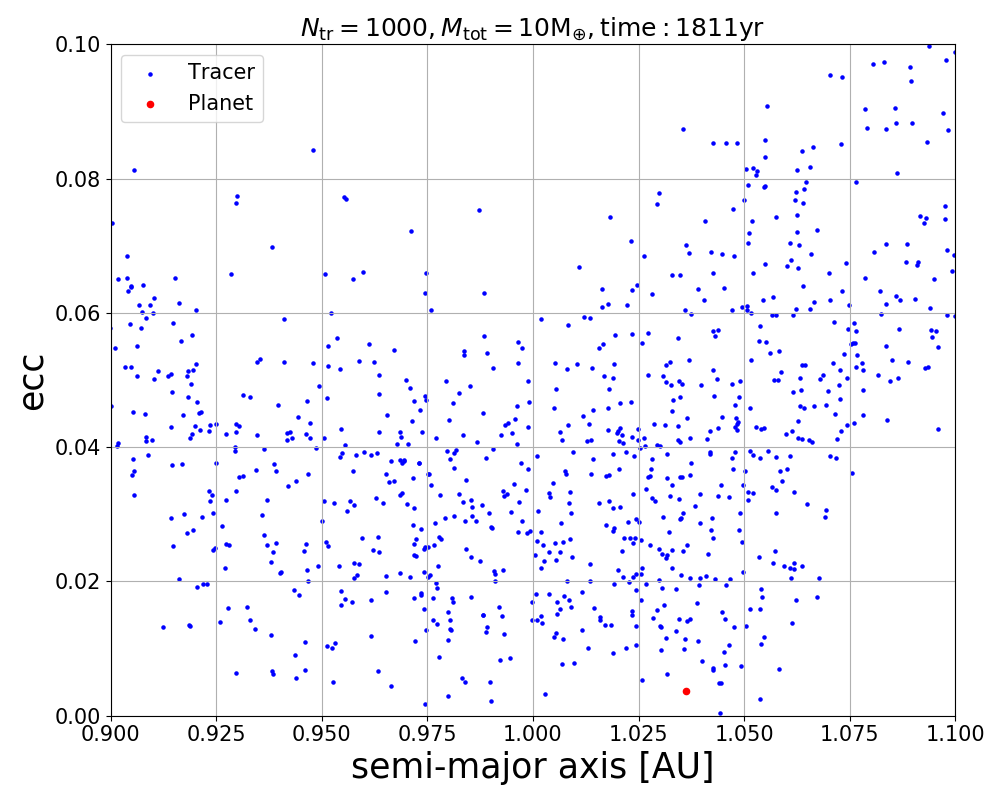 N_tr = 1000, M_tot = 10M_⊕, time : 1811yr
Tracer
Planet
0.10
0.08
0.06
0.04
0.02
0.00
ecc
0.900 0.925 0.950 0.975 1.000 1.025 1.050 1.075 1.100
semi-major axis [AU]